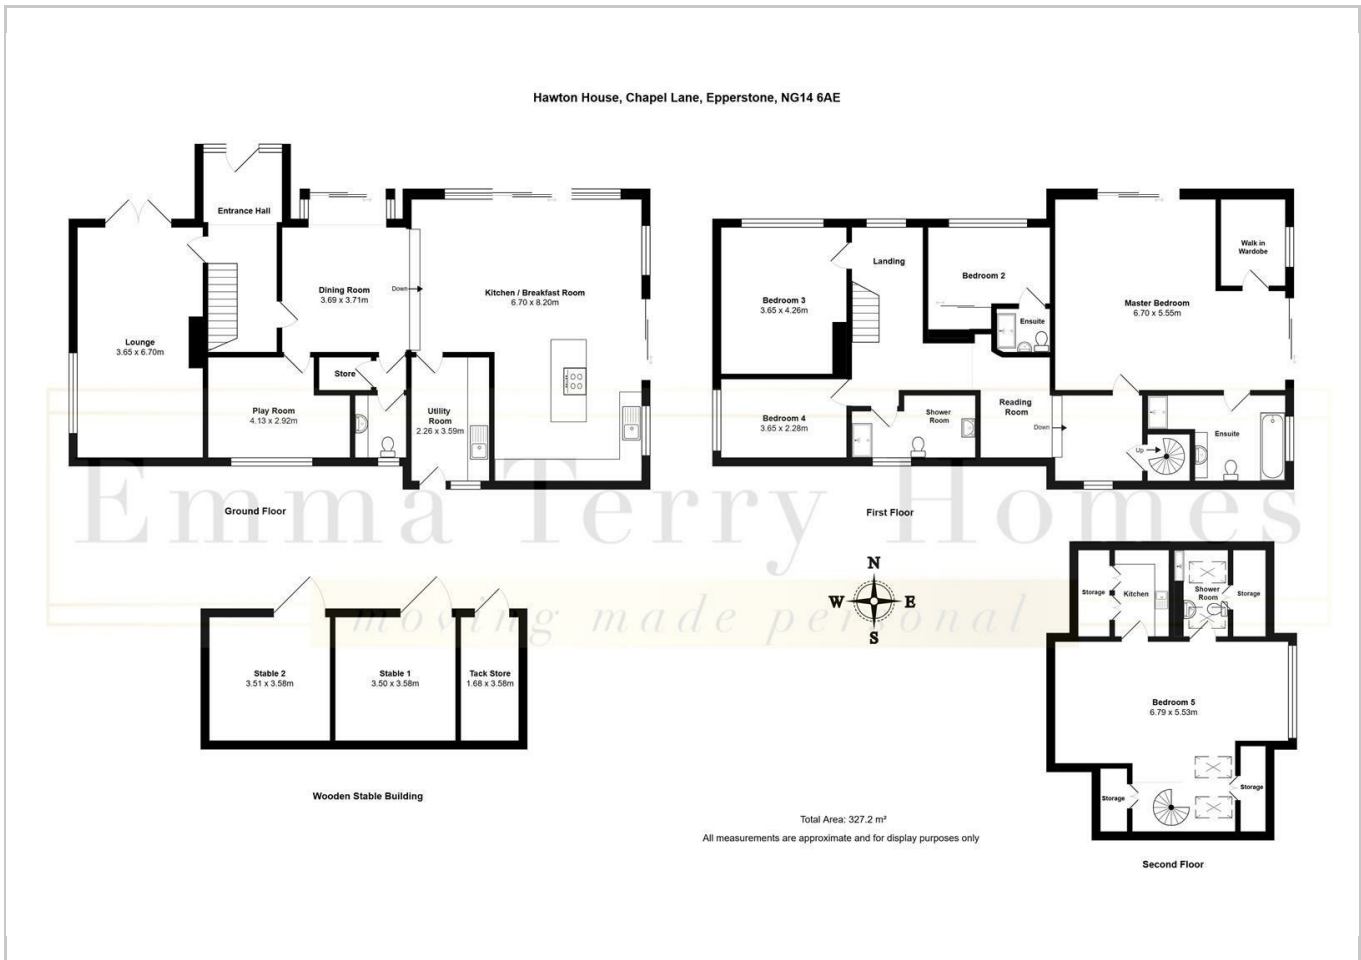 Hawton House, Chapel Lane, Epperstone, NG14 6AE
Entrance Hall
Lounge
3.65 x 6.70m
Dining Room
3.69 x 3.71m
Down
Kitchen / Breakfast Room
6.70 x 8.20m
Store
Play Room
4.13 x 2.92m
Utility
Room
2.26 x 3.59m
Ground Floor
Landing
Bedroom 3
3.65 x 4.26m
Bedroom 2
Ensuite
Master Bedroom
6.70 x 5.55m
Walk in
Wardrobe
Bedroom 4
3.65 x 2.28m
Shower
Room
Reading
Room
Down
Up
Ensuite
First Floor
Emma Terry Homes
moving made personal
N
W
E
S
Stable 2
3.51 x 3.58m
Stable 1
3.50 x 3.58m
Tack Store
1.68 x 3.58m
Wooden Stable Building
Storage
Kitchen
Shower
Room
Storage
Bedroom 5
6.79 x 5.53m
Storage
Storage
Second Floor
Total Area: 327.2 m²
All measurements are approximate and for display purposes only